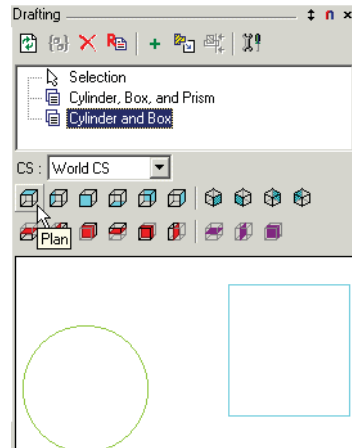 Drafting
Selection
Cylinder, Box, and Prism
Cylinder and Box
CS : World CS
Plan